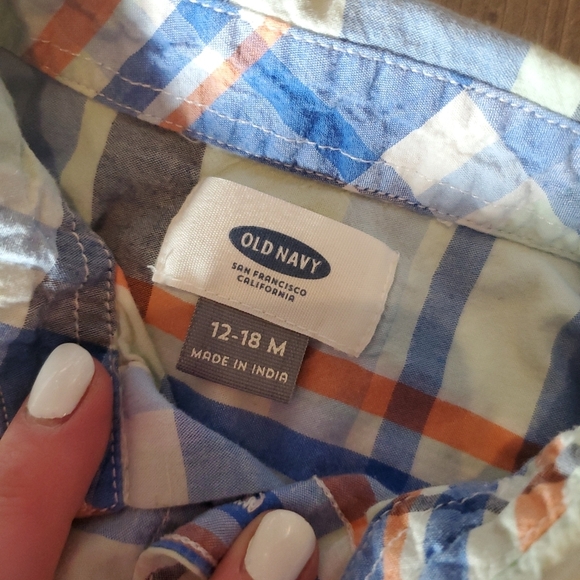 OLD NAVY
SAN FRANCISCO
CALIFORNIA
12-18 M
MADE IN INDIA